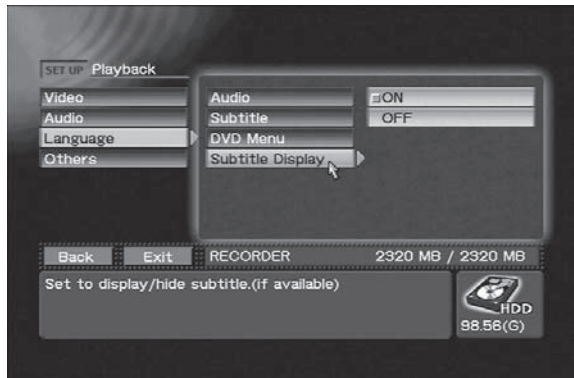 SET UP Playback
Video
Audio
Language
Others
Audio
Subtitle
DVD Menu
Subtitle Display
ON
OFF
Back Exit RECORDER 2320 MB / 2320 MB
Set to display/hide subtitle.(if available)
HDD
98.56(G)